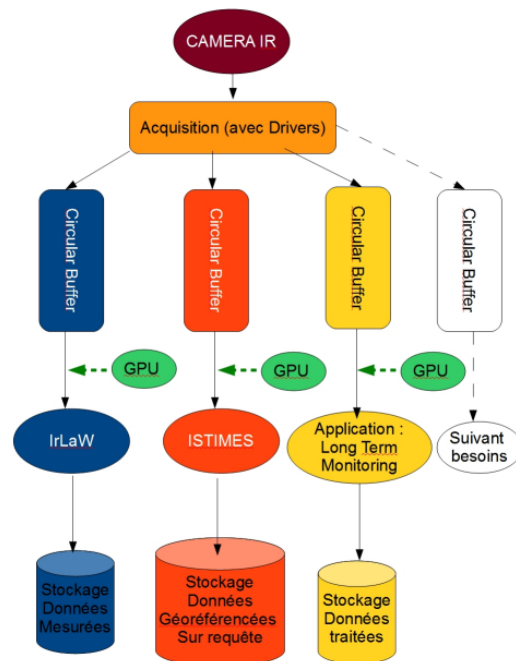 CAMERA IR
Acquisition (avec Drivers)
Circular Buffer
Circular Buffer
Circular Buffer
Circular Buffer
GPU
GPU
GPU
IrLaW
ISTIMES
Application :
Long Term
Monitoring
Suivant
besoins
Stockage
Données
Mesurées
Stockage
Données
Géoréférencées
Sur requête
Stockage
Données
traitées